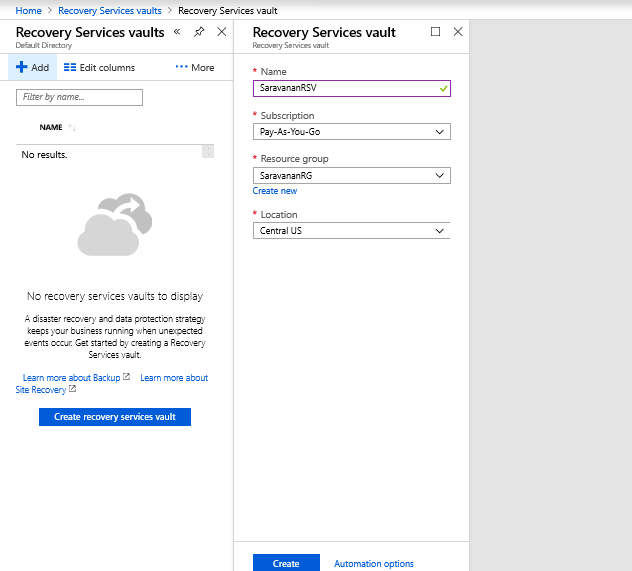 Home > Recovery Services vaults > Recovery Services vault
Recovery Services vaults
Default Directory
Add Edit columns ••• More
Filter by name...
NAME
No results.
No recovery services vaults to display
A disaster recovery and data protection strategy
keeps your business running when unexpected
events occur. Get started by creating a Recovery
Services vault.
Learn more about Backup Learn more about
Site Recovery
Create recovery services vault
Recovery Services vault
Recovery Services vault
* Name
SaravananRSV
* Subscription
Pay-As-You-Go
* Resource group
SaravananRG
Create new
* Location
Central US
Create Automation options